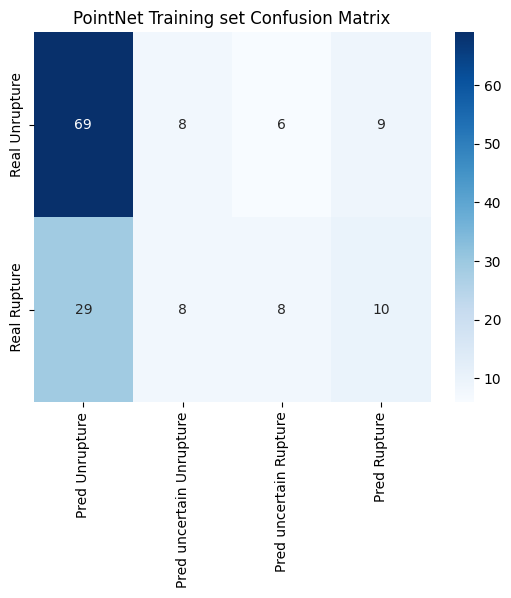 PointNet Training set Confusion Matrix
Real Unrupture
69 8 6 9
Real Rupture
29 8 8 10
Pred Unrupture
Pred uncertain Unrupture
Pred uncertain Rupture
Pred Rupture
60
50
40
30
20
10